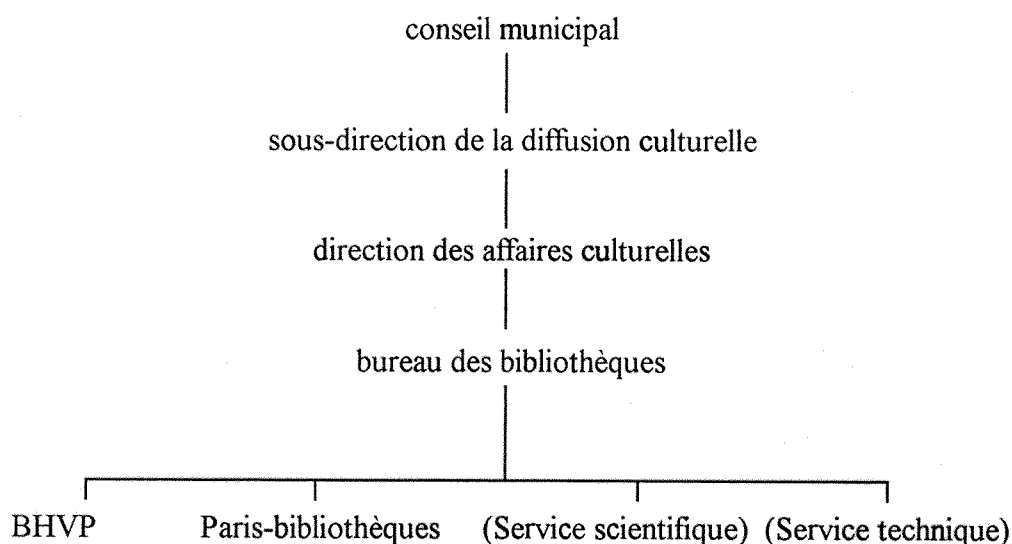 conseil municipal
sous-direction de la diffusion culturelle
direction des affaires culturelles
bureau des bibliothèques
BHVP Paris-bibliothèques (Service scientifique) (Service technique)